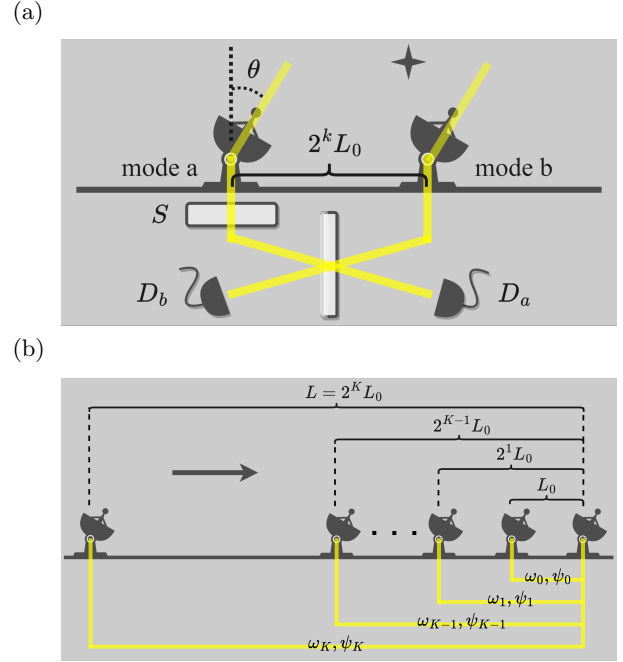 (a)
θ
2^k L_0
mode a
mode b
S
D_b
D_a
(b)
L = 2^K L_0
2^{K-1} L_0
2^1 L_0
L_0
ω_0, ψ_0
ω_1, ψ_1
ω_{K-1}, ψ_{K-1}
ω_K, ψ_K